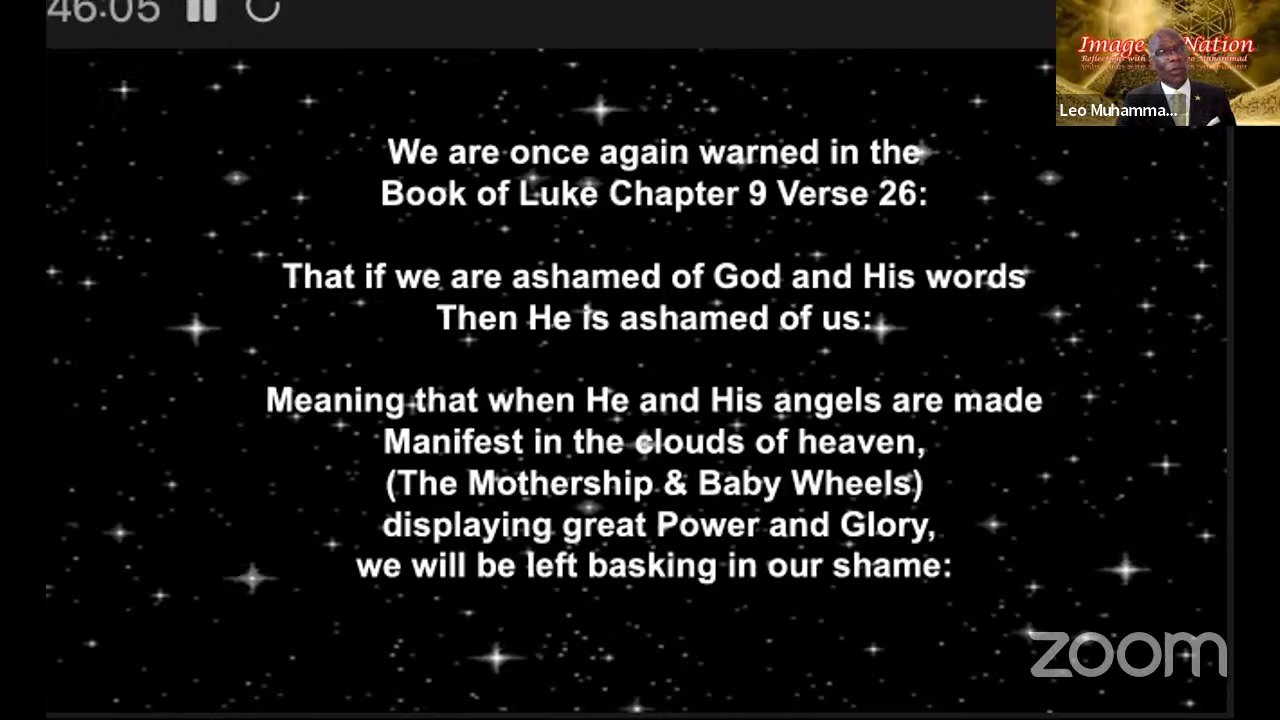 46:05
Image Nation
Leo Muhamma...
We are once again warned in the
Book of Luke Chapter 9 Verse 26:
That if we are ashamed of God and His words
Then He is ashamed of us:
Meaning that when He and His angels are made
Manifest in the clouds of heaven,
(The Mothership & Baby Wheels)
displaying great Power and Glory,
we will be left basking in our shame:
zoom